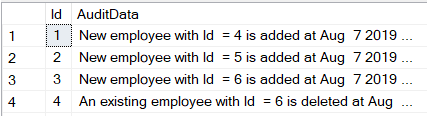 Id AuditData
1 1 New employee with Id = 4 is added at Aug 7 2019 ...
2 2 New employee with Id = 5 is added at Aug 7 2019 ...
3 3 New employee with Id = 6 is added at Aug 7 2019 ...
4 4 An existing employee with Id = 6 is deleted at Aug ...